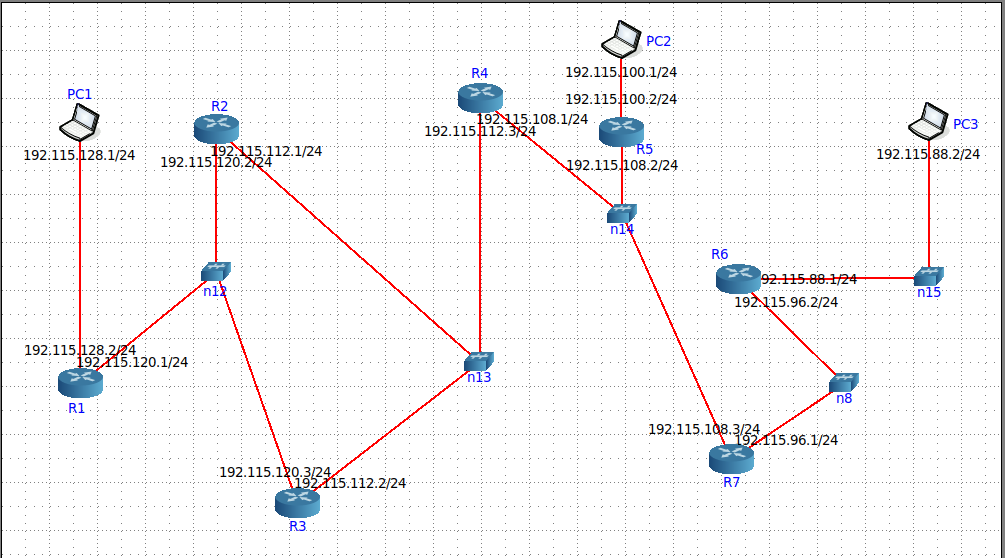 PC2
192.115.100.1/24
R4
PC1
R2
192.115.100.2/24
192.115.108.1/24
192.115.112.3/24
PC3
192.115.128.1/24
192.115.112.1/24
192.115.120.2/24
R5
192.115.108.2/24
192.115.88.2/24
n14
R6
n12
92.115.88.1/24
n15
192.115.96.2/24
192.115.128.2/24
192.115.120.1/24
n13
R1
n8
192.115.108.3/24
192.115.96.1/24
192.115.120.3/24
192.115.112.2/24
R7
R3